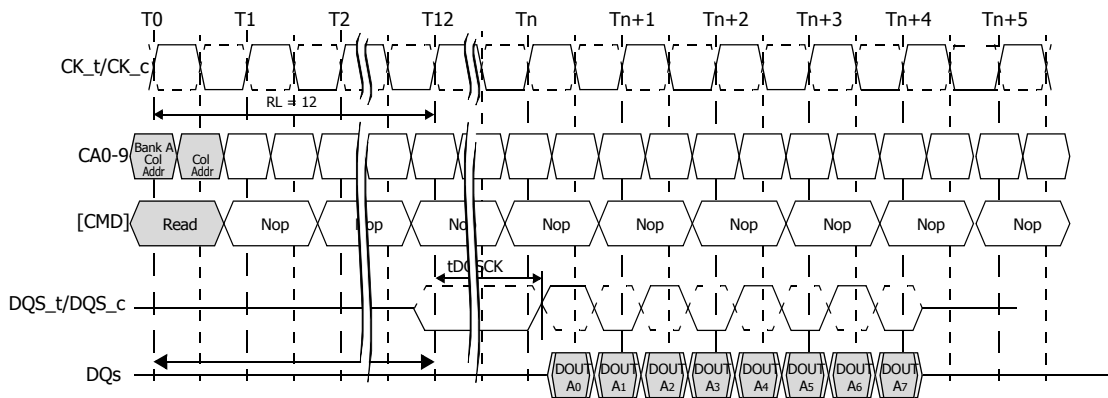 T0 T1 T2 T12 Tn Tn+1 Tn+2 Tn+3 Tn+4 Tn+5
CK_t/CK_c
RL = 12
CA0-9
Bank A
Col
Addr
Col
Addr
[CMD] Read Nop Nop Nop Nop Nop Nop Nop Nop Nop
tDQSCK
DQS_t/DQS_c
DQs
DOUT DOUT DOUT DOUT DOUT DOUT DOUT DOUT
A0 A1 A2 A3 A4 A5 A6 A7